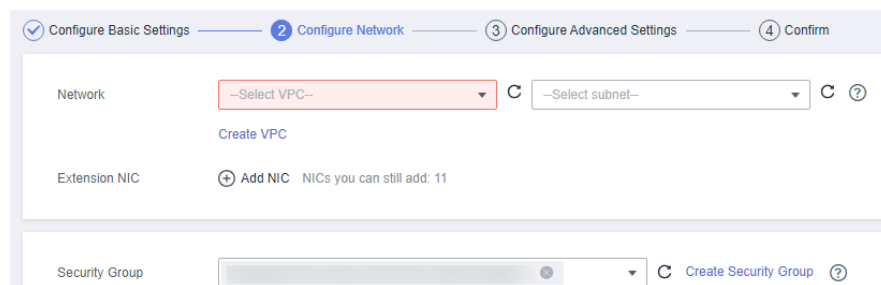 Configure Basic Settings 2 Configure Network 3 Configure Advanced Settings 4 Confirm
Network --Select VPC-- --Select subnet--
Create VPC
Extension NIC Add NIC NICs you can still add: 11
Security Group Create Security Group